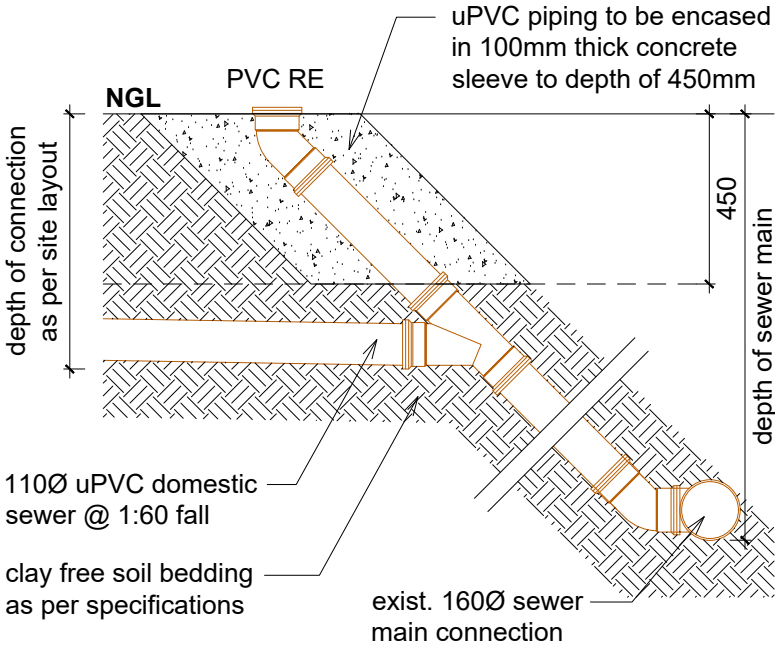 uPVC piping to be encased
in 100mm thick concrete
sleeve to depth of 450mm
PVC RE
NGL
depth of connection
as per site layout
450
depth of sewer main
110Ø uPVC domestic
sewer @ 1:60 fall
clay free soil bedding
as per specifications
exist. 160Ø sewer
main connection